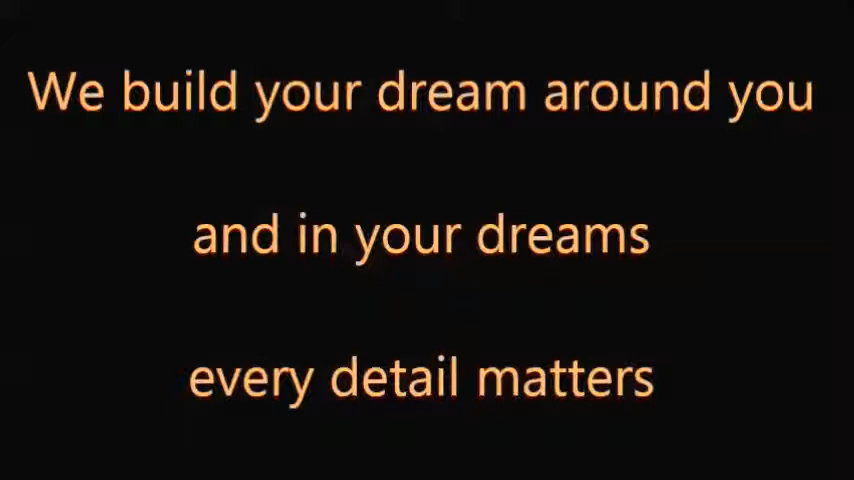 We build your dream around you
and in your dreams
every detail matters